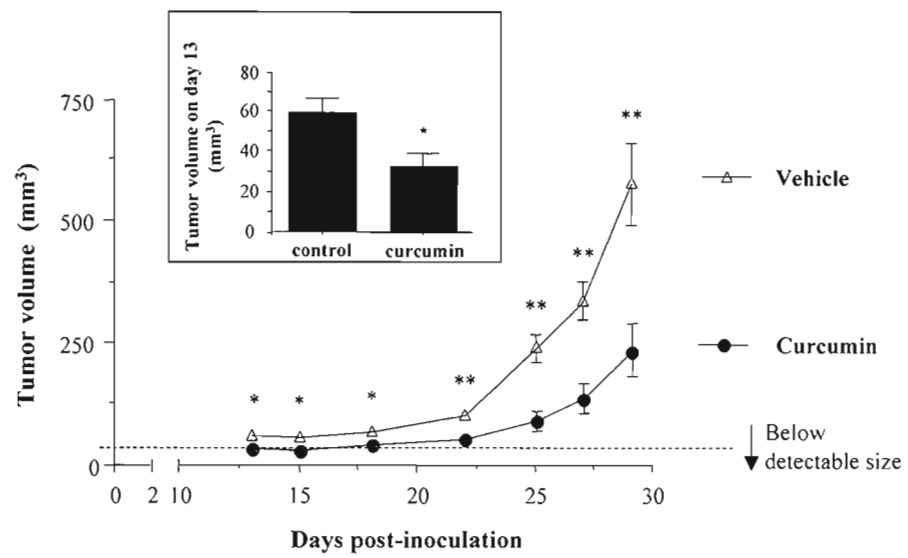 Tumor volume on day 13
(mm³)
80
60
40
20
0
*
control
curcumin
Tumor volume (mm³)
750
500
250
0
* * * ** ** ** **
Vehicle
Curcumin
Below
detectable size
0 2 10 15 20 25 30
Days post-inoculation